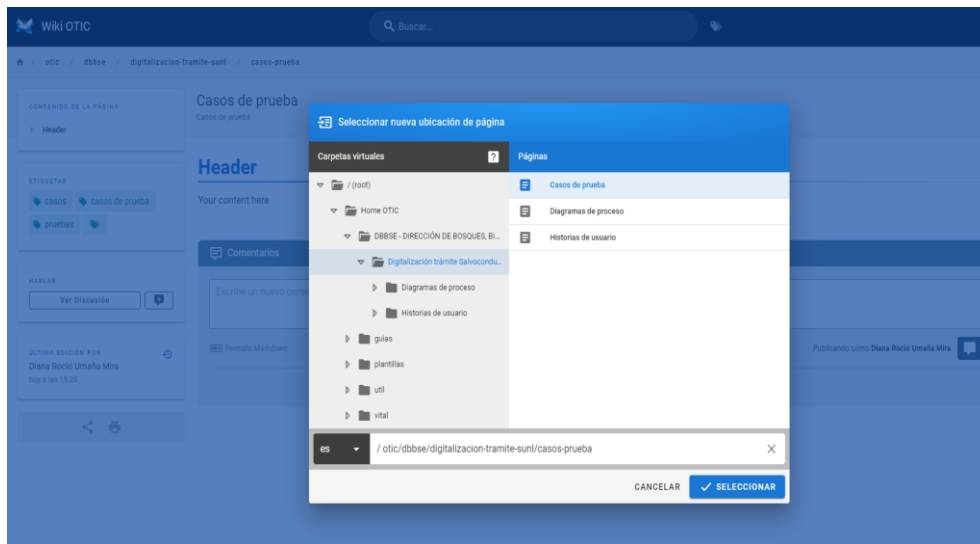 Wiki OTIC
Buscar...
/ otic / dbbse / digitalizacion-tramite-sunl / casos-prueba
CONTENIDO DE LA PÁGINA
Header
ETIQUETAS
casos
casos de prueba
pruebas
HABLAR
Ver Discusión
ÚLTIMA EDICIÓN POR
Diana Rocio Umaña Mira
hoy a las 15:28
Casos de prueba
Casos de prueba
Header
Your content here
Comentarios
Escribe un nuevo come
Formato Markdown
Publicando como Diana Rocio Umaña Mira
Seleccionar nueva ubicación de página
Carpetas virtuales
?
/ (root)
Home OTIC
DBBSE - DIRECCIÓN DE BOSQUES, BI...
Digitalización trámite Salvocondu...
Diagramas de proceso
Historias de usuario
guias
plantillas
util
vital
Páginas
Casos de prueba
Diagramas de proceso
Historias de usuario
es
/ otic/dbbse/digitalizacion-tramite-sunl/casos-prueba
CANCELAR
SELECCIONAR